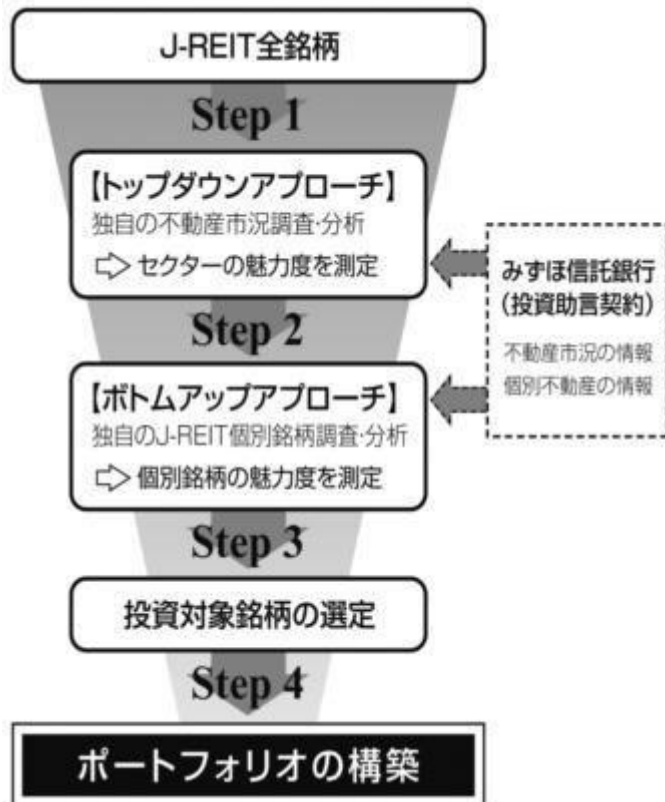 J-REIT全銘柄
Step 1
【トップダウンアプローチ】
独自の不動産市況調査・分析
⇨ セクターの魅力度を測定
みずほ信託銀行
(投資助言契約)
不動産市況の情報
個別不動産の情報
Step 2
【ボトムアップアプローチ】
独自のJ-REIT個別銘柄調査・分析
⇨ 個別銘柄の魅力度を測定
Step 3
投資対象銘柄の選定
Step 4
ポートフォリオの構築